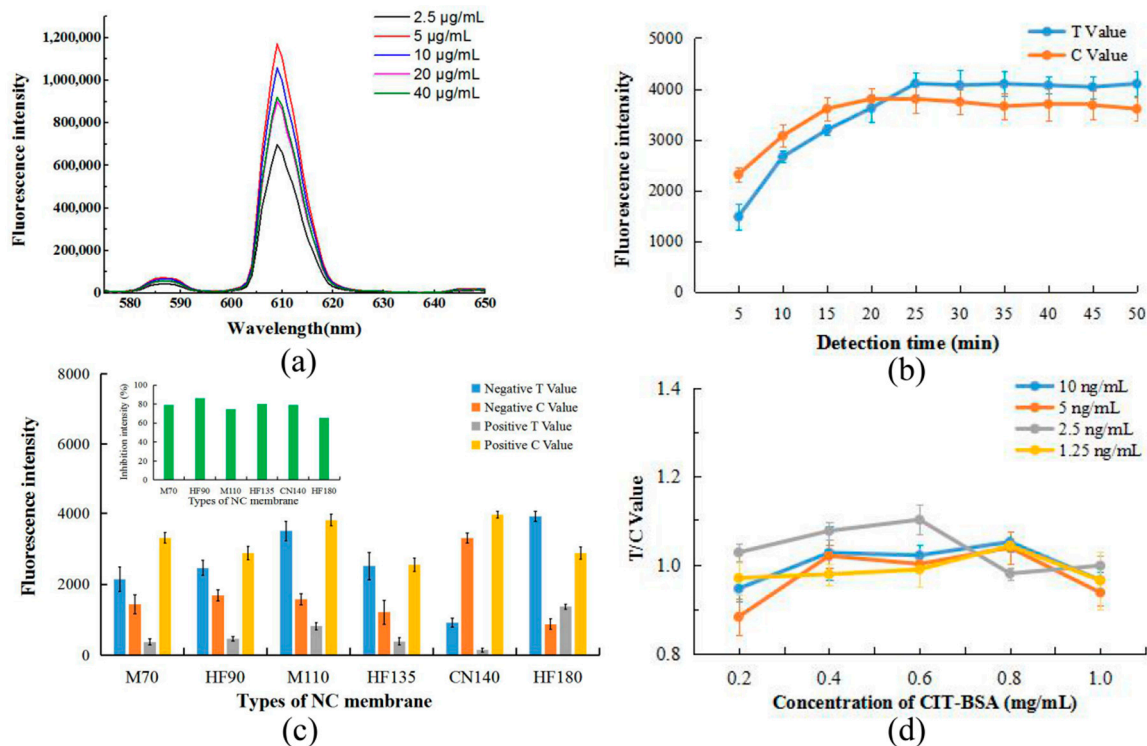 2.5 µg/mL
5 µg/mL
10 µg/mL
20 µg/mL
40 µg/mL
1,200,000
1,000,000
800,000
600,000
400,000
200,000
0
Fluorescence intensity
580 590 600 610 620 630 640 650
Wavelength(nm)
(a)
T Value
C Value
5000
4000
3000
2000
1000
0
Fluorescence intensity
5 10 15 20 25 30 35 40 45 50
Detection time (min)
(b)
8000
6000
4000
2000
0
Fluorescence intensity
Negative T Value
Negative C Value
Positive T Value
Positive C Value
Inhibition intensity (%)
100
80
60
40
20
0
M70 HF90 M110 HF135 CN140 HF180
Types of NC membrane
M70 HF90 M110 HF135 CN140 HF180
Types of NC membrane
(c)
10 ng/mL
5 ng/mL
2.5 ng/mL
1.25 ng/mL
1.4
1.2
1.0
0.8
T/C Value
0.2 0.4 0.6 0.8 1.0
Concentration of CIT-BSA (mg/mL)
(d)